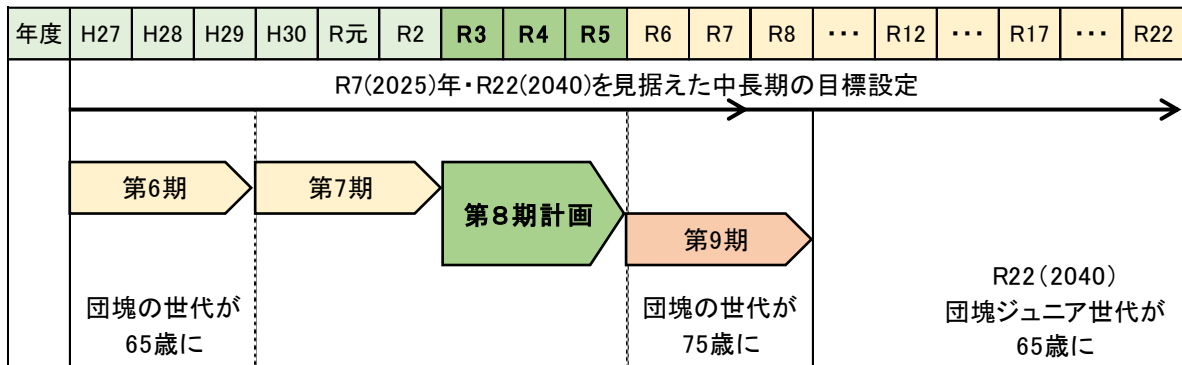 年度 H27 H28 H29 H30 R元 R2 R3 R4 R5 R6 R7 R8 ・・・ R12 ・・・ R17 ・・・ R22
R7(2025)年・R22(2040)を見据えた中長期の目標設定
第6期 第7期 第８期計画 第9期
団塊の世代が
65歳に
団塊の世代が
75歳に
R22（2040）
団塊ジュニア世代が
65歳に